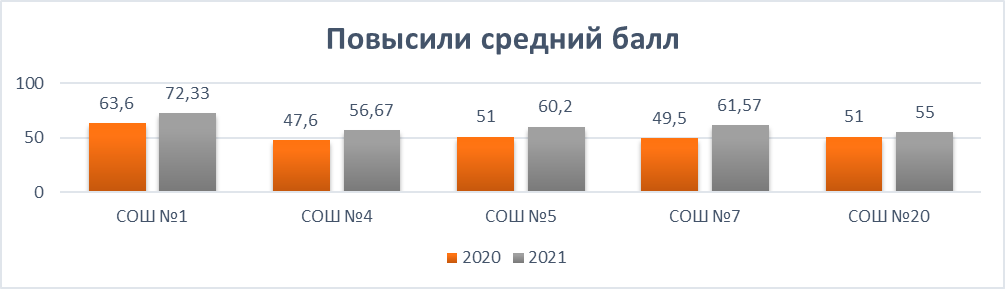 Повысили средний балл
100
63,6 72,33 47,6 56,67 51 60,2 49,5 61,57 51 55
50
0
СОШ №1 СОШ №4 СОШ №5 СОШ №7 СОШ №20
2020 2021